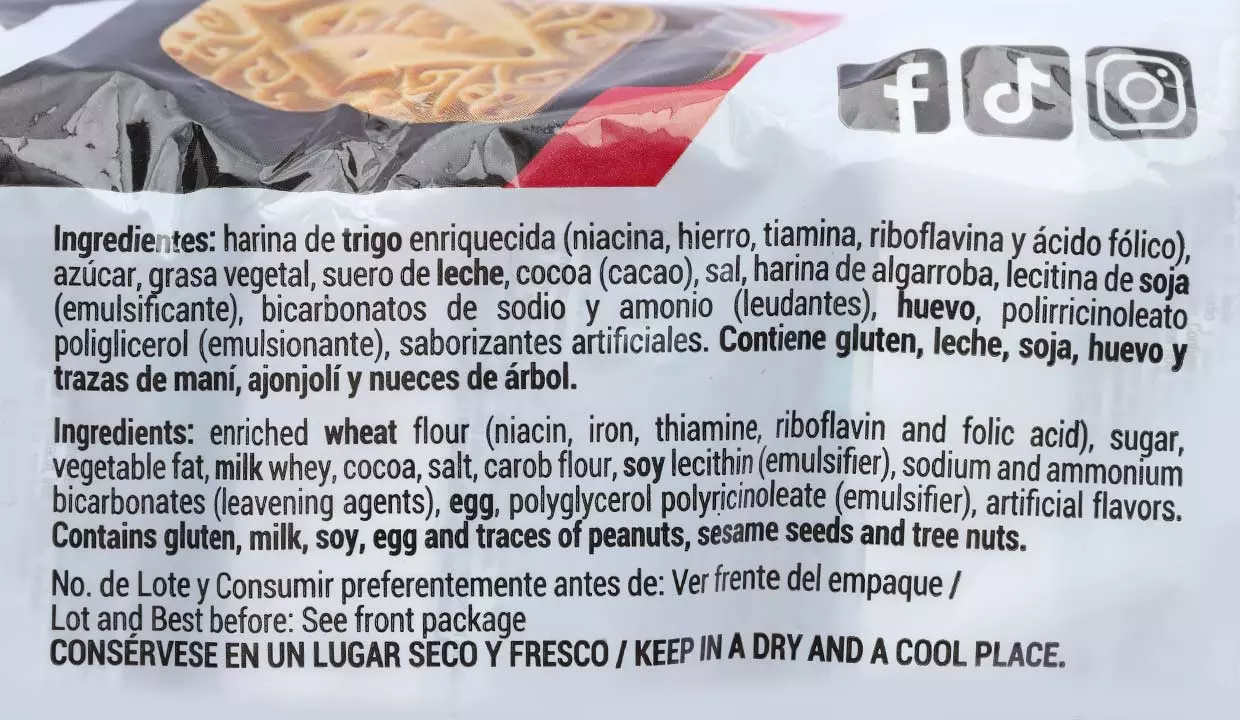 Ingredientes: harina de trigo enriquecida (niacina, hierro, tiamina, riboflavina y ácido fólico),
azúcar, grasa vegetal, suero de leche, cocoa (cacao), sal, harina de algarroba, lecitina de soja
(emulsificante), bicarbonatos de sodio y amonio (leudantes), huevo, polirricinoleato
poliglicerol (emulsionante), saborizantes artificiales. Contiene gluten, leche, soja, huevo y
trazas de maní, ajonjolí y nueces de árbol.
Ingredients: enriched wheat flour (niacin, iron, thiamine, riboflavin and folic acid), sugar,
vegetable fat, milk whey, cocoa, salt, carob flour, soy lecithin (emulsifier), sodium and ammonium
bicarbonates (leavening agents), egg, polyglycerol polyricinoleate (emulsifier), artificial flavors.
Contains gluten, milk, soy, egg and traces of peanuts, sesame seeds and tree nuts.
No. de Lote y Consumir preferentemente antes de: Ver frente del empaque /
Lot and Best before: See front package
CONSÉRVESE EN UN LUGAR SECO Y FRESCO / KEEP IN A DRY AND A COOL PLACE.